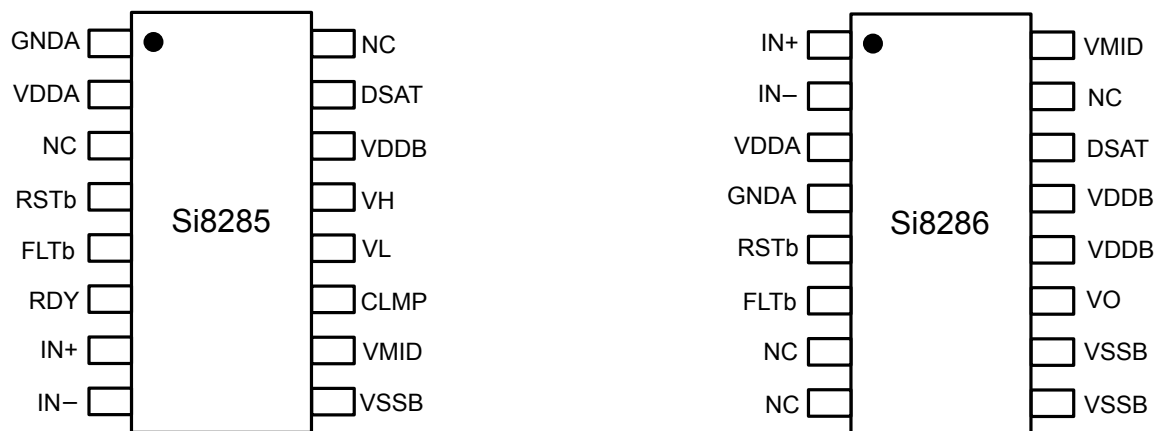 GNDA
VDDA
NC
RSTb
FLTb
RDY
IN+
IN–
Si8285
NC
DSAT
VDDB
VH
VL
CLMP
VMID
VSSB
IN+
IN–
VDDA
GNDA
RSTb
FLTb
NC
NC
Si8286
VMID
NC
DSAT
VDDB
VDDB
VO
VSSB
VSSB